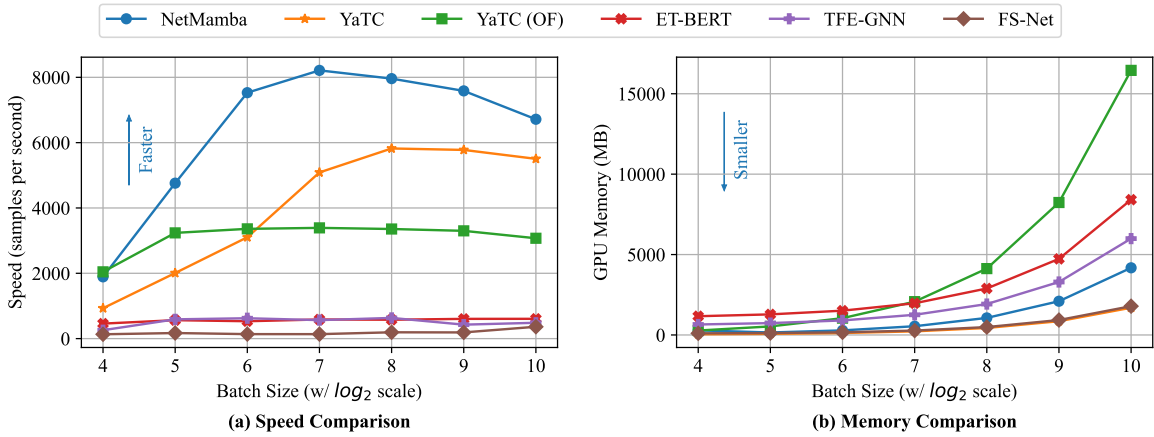 NetMamba YaTC YaTC (OF) ET-BERT TFE-GNN FS-Net
Speed (samples per second)
8000
6000
4000
2000
0
Faster
4 5 6 7 8 9 10
Batch Size (w/ log2 scale)
(a) Speed Comparison
GPU Memory (MB)
15000
10000
5000
0
Smaller
4 5 6 7 8 9 10
Batch Size (w/ log2 scale)
(b) Memory Comparison